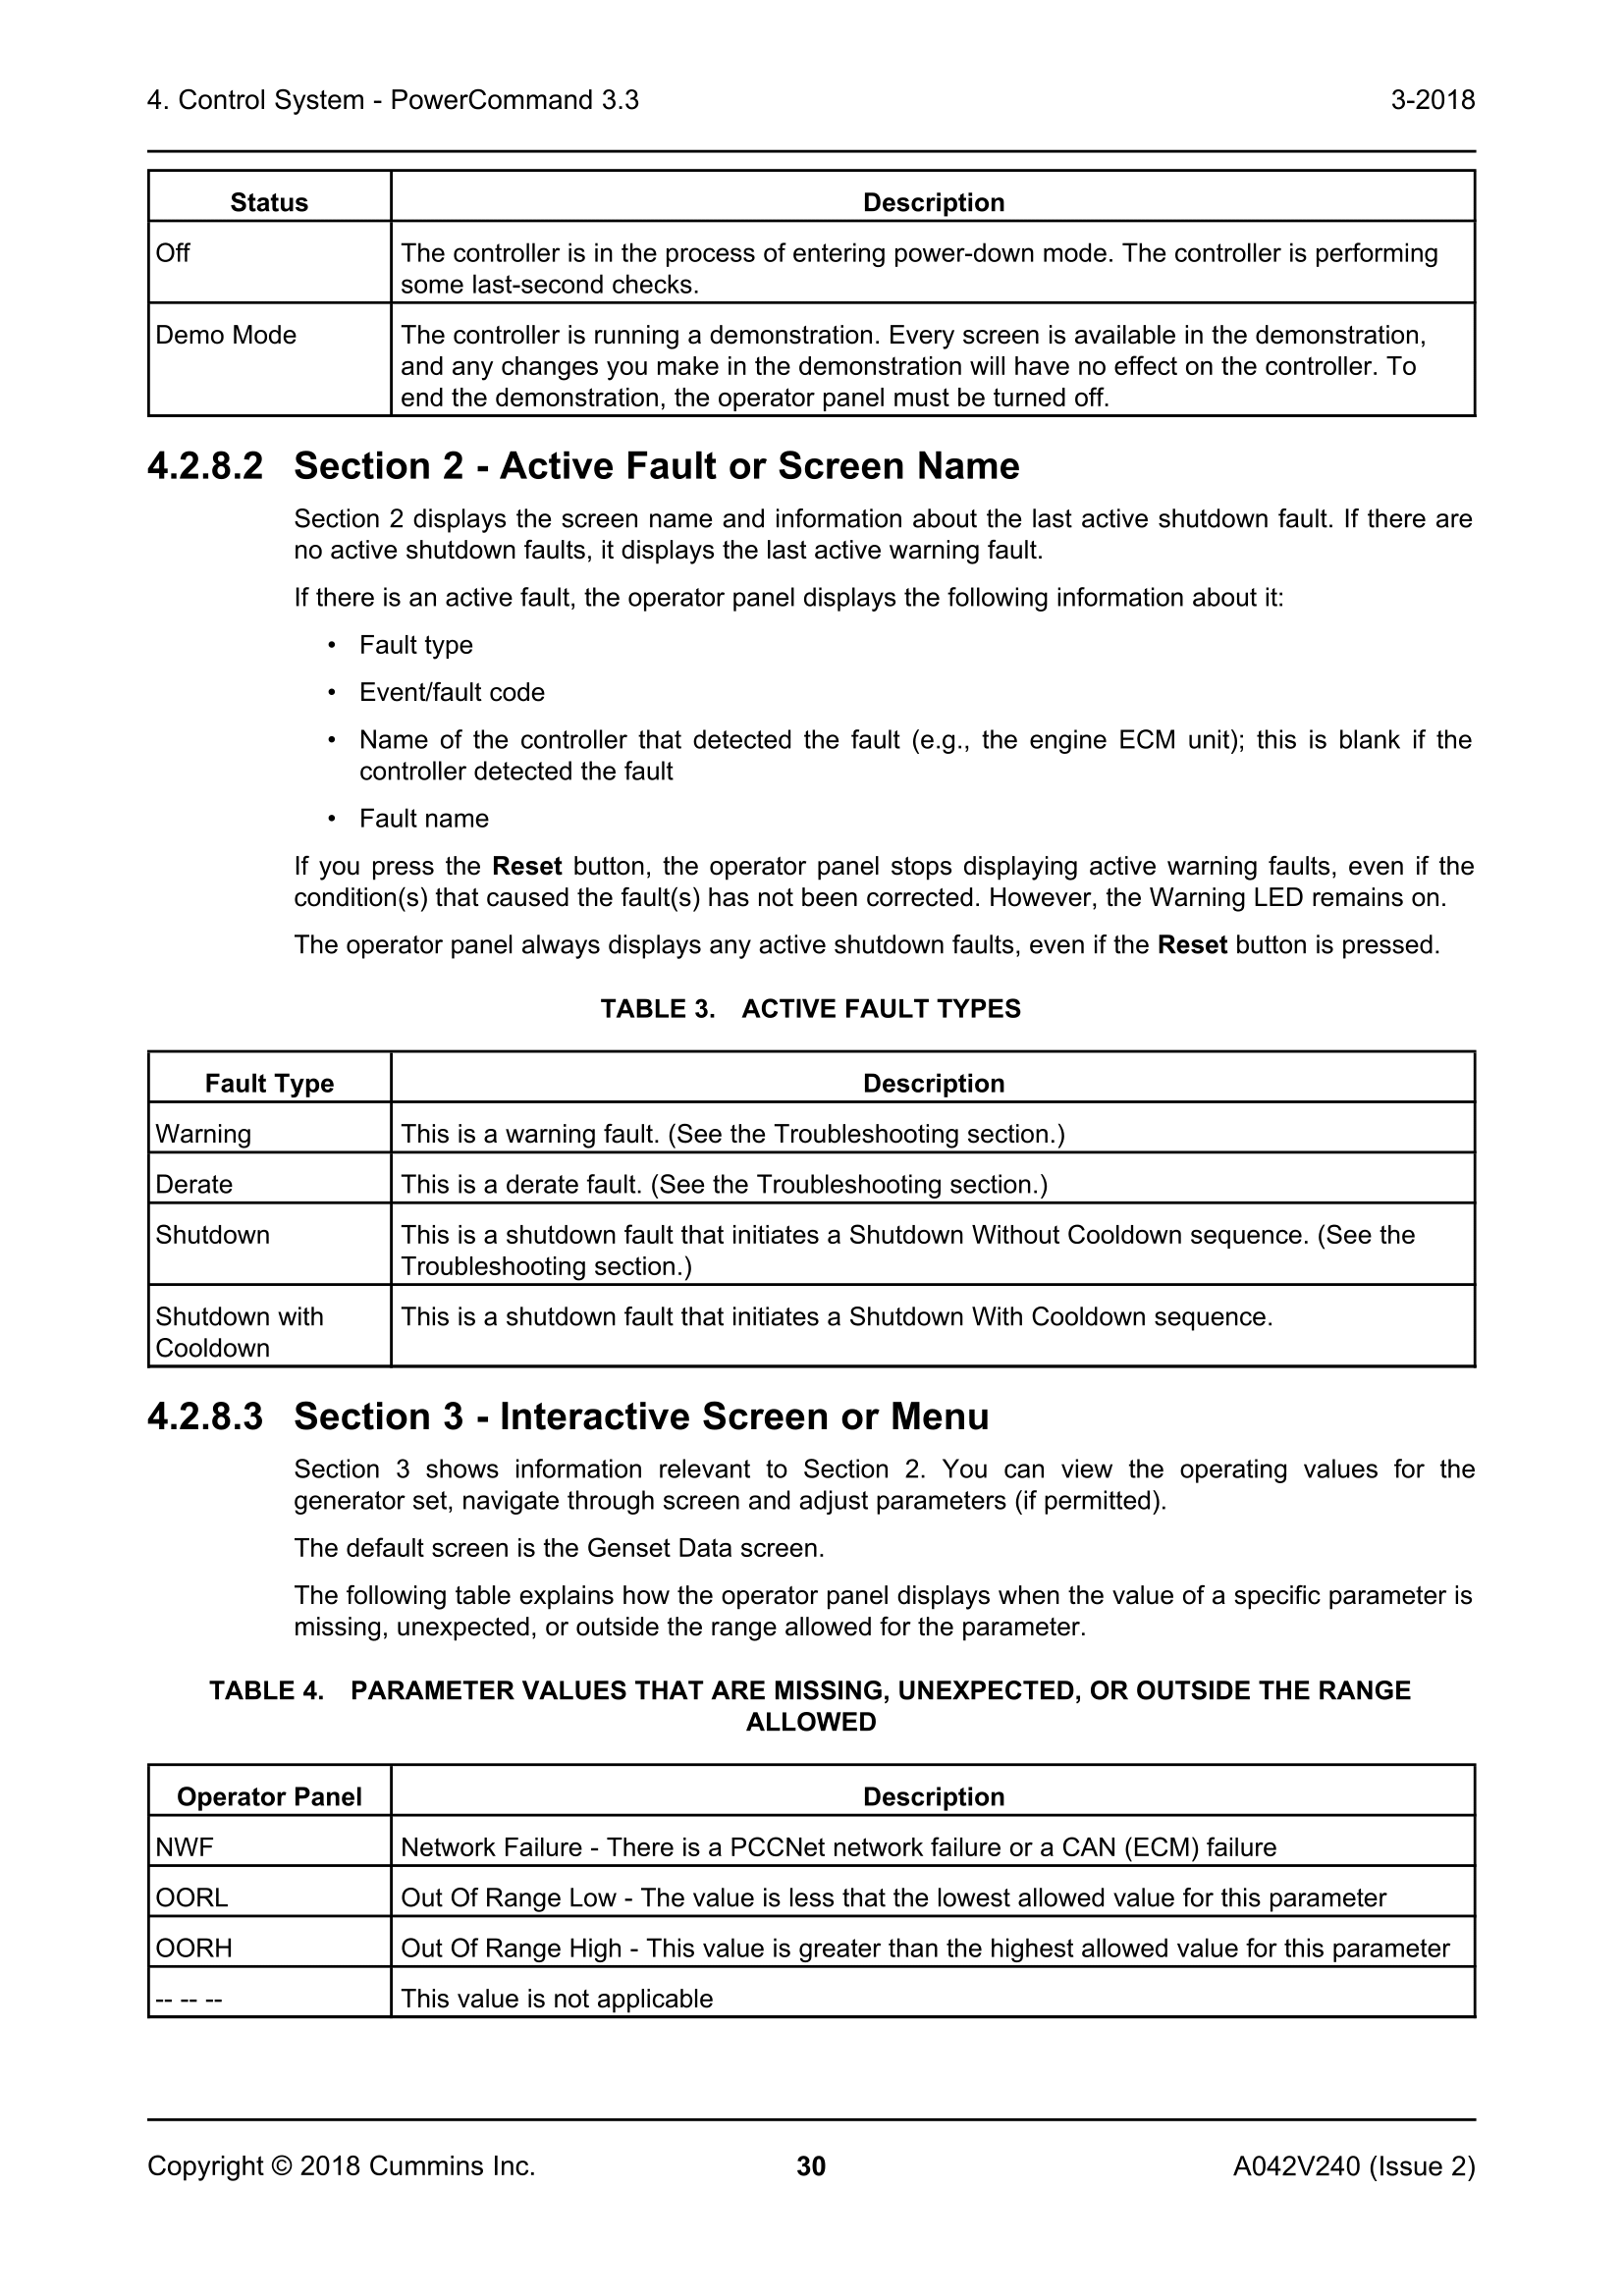 4. Control System - PowerCommand 3.3 3-2018
Status Description
Off The controller is in the process of entering power-down mode. The controller is performing
some last-second checks.
Demo Mode The controller is running a demonstration. Every screen is available in the demonstration,
and any changes you make in the demonstration will have no effect on the controller. To
end the demonstration, the operator panel must be turned off.
4.2.8.2 Section 2 - Active Fault or Screen Name
Section 2 displays the screen name and information about the last active shutdown fault. If there are
no active shutdown faults, it displays the last active warning fault.
If there is an active fault, the operator panel displays the following information about it:
• Fault type
• Event/fault code
• Name of the controller that detected the fault (e.g., the engine ECM unit); this is blank if the
controller detected the fault
• Fault name
If you press the Reset button, the operator panel stops displaying active warning faults, even if the
condition(s) that caused the fault(s) has not been corrected. However, the Warning LED remains on.
The operator panel always displays any active shutdown faults, even if the Reset button is pressed.
TABLE 3. ACTIVE FAULT TYPES
Fault Type Description
Warning This is a warning fault. (See the Troubleshooting section.)
Derate This is a derate fault. (See the Troubleshooting section.)
Shutdown This is a shutdown fault that initiates a Shutdown Without Cooldown sequence. (See the
Troubleshooting section.)
Shutdown with This is a shutdown fault that initiates a Shutdown With Cooldown sequence.
Cooldown
4.2.8.3 Section 3 - Interactive Screen or Menu
Section 3 shows information relevant to Section 2. You can view the operating values for the
generator set, navigate through screen and adjust parameters (if permitted).
The default screen is the Genset Data screen.
The following table explains how the operator panel displays when the value of a specific parameter is
missing, unexpected, or outside the range allowed for the parameter.
TABLE 4. PARAMETER VALUES THAT ARE MISSING, UNEXPECTED, OR OUTSIDE THE RANGE
ALLOWED
Operator Panel Description
NWF Network Failure - There is a PCCNet network failure or a CAN (ECM) failure
OORL Out Of Range Low - The value is less that the lowest allowed value for this parameter
OORH Out Of Range High - This value is greater than the highest allowed value for this parameter
-- -- -- This value is not applicable
Copyright © 2018 Cummins Inc. 30 A042V240 (Issue 2)